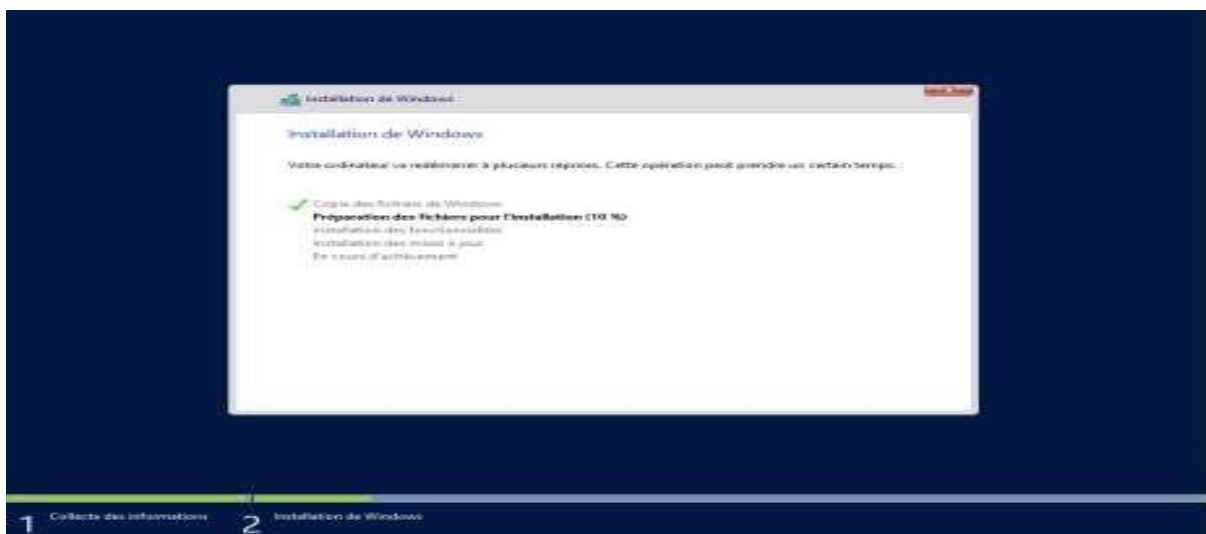 Installation de Windows
Installation de Windows
Votre ordinateur va redémarrer à plusieurs reprises. Cette opération peut prendre un certain temps.
Copie des fichiers de Windows
Préparation des fichiers pour l'installation (10 %)
Installation des fonctionnalités
Installation des mises à jour
En cours d'achèvement
1 Collecte des informations
2 Installation de Windows